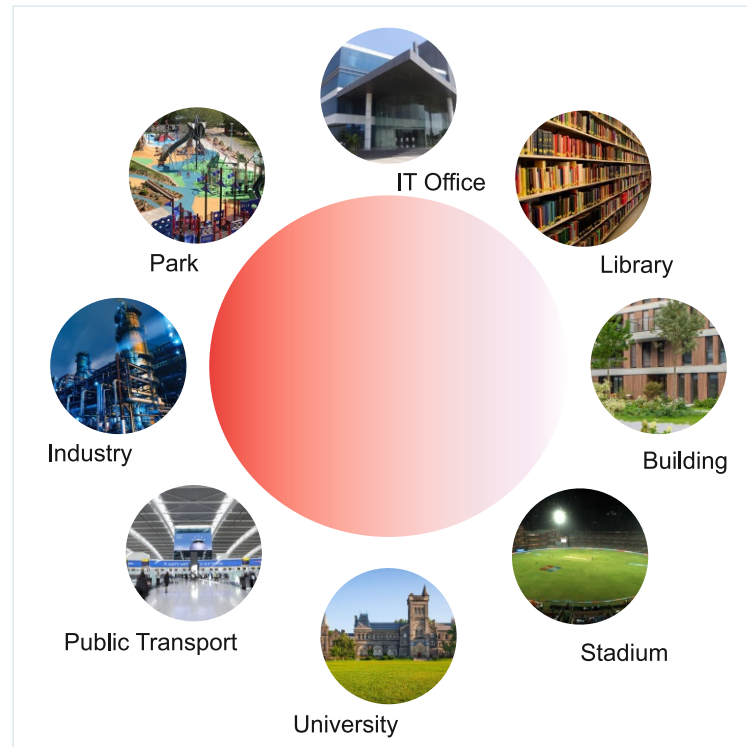 IT Office
Park
Library
Industry
Building
Public Transport
Stadium
University